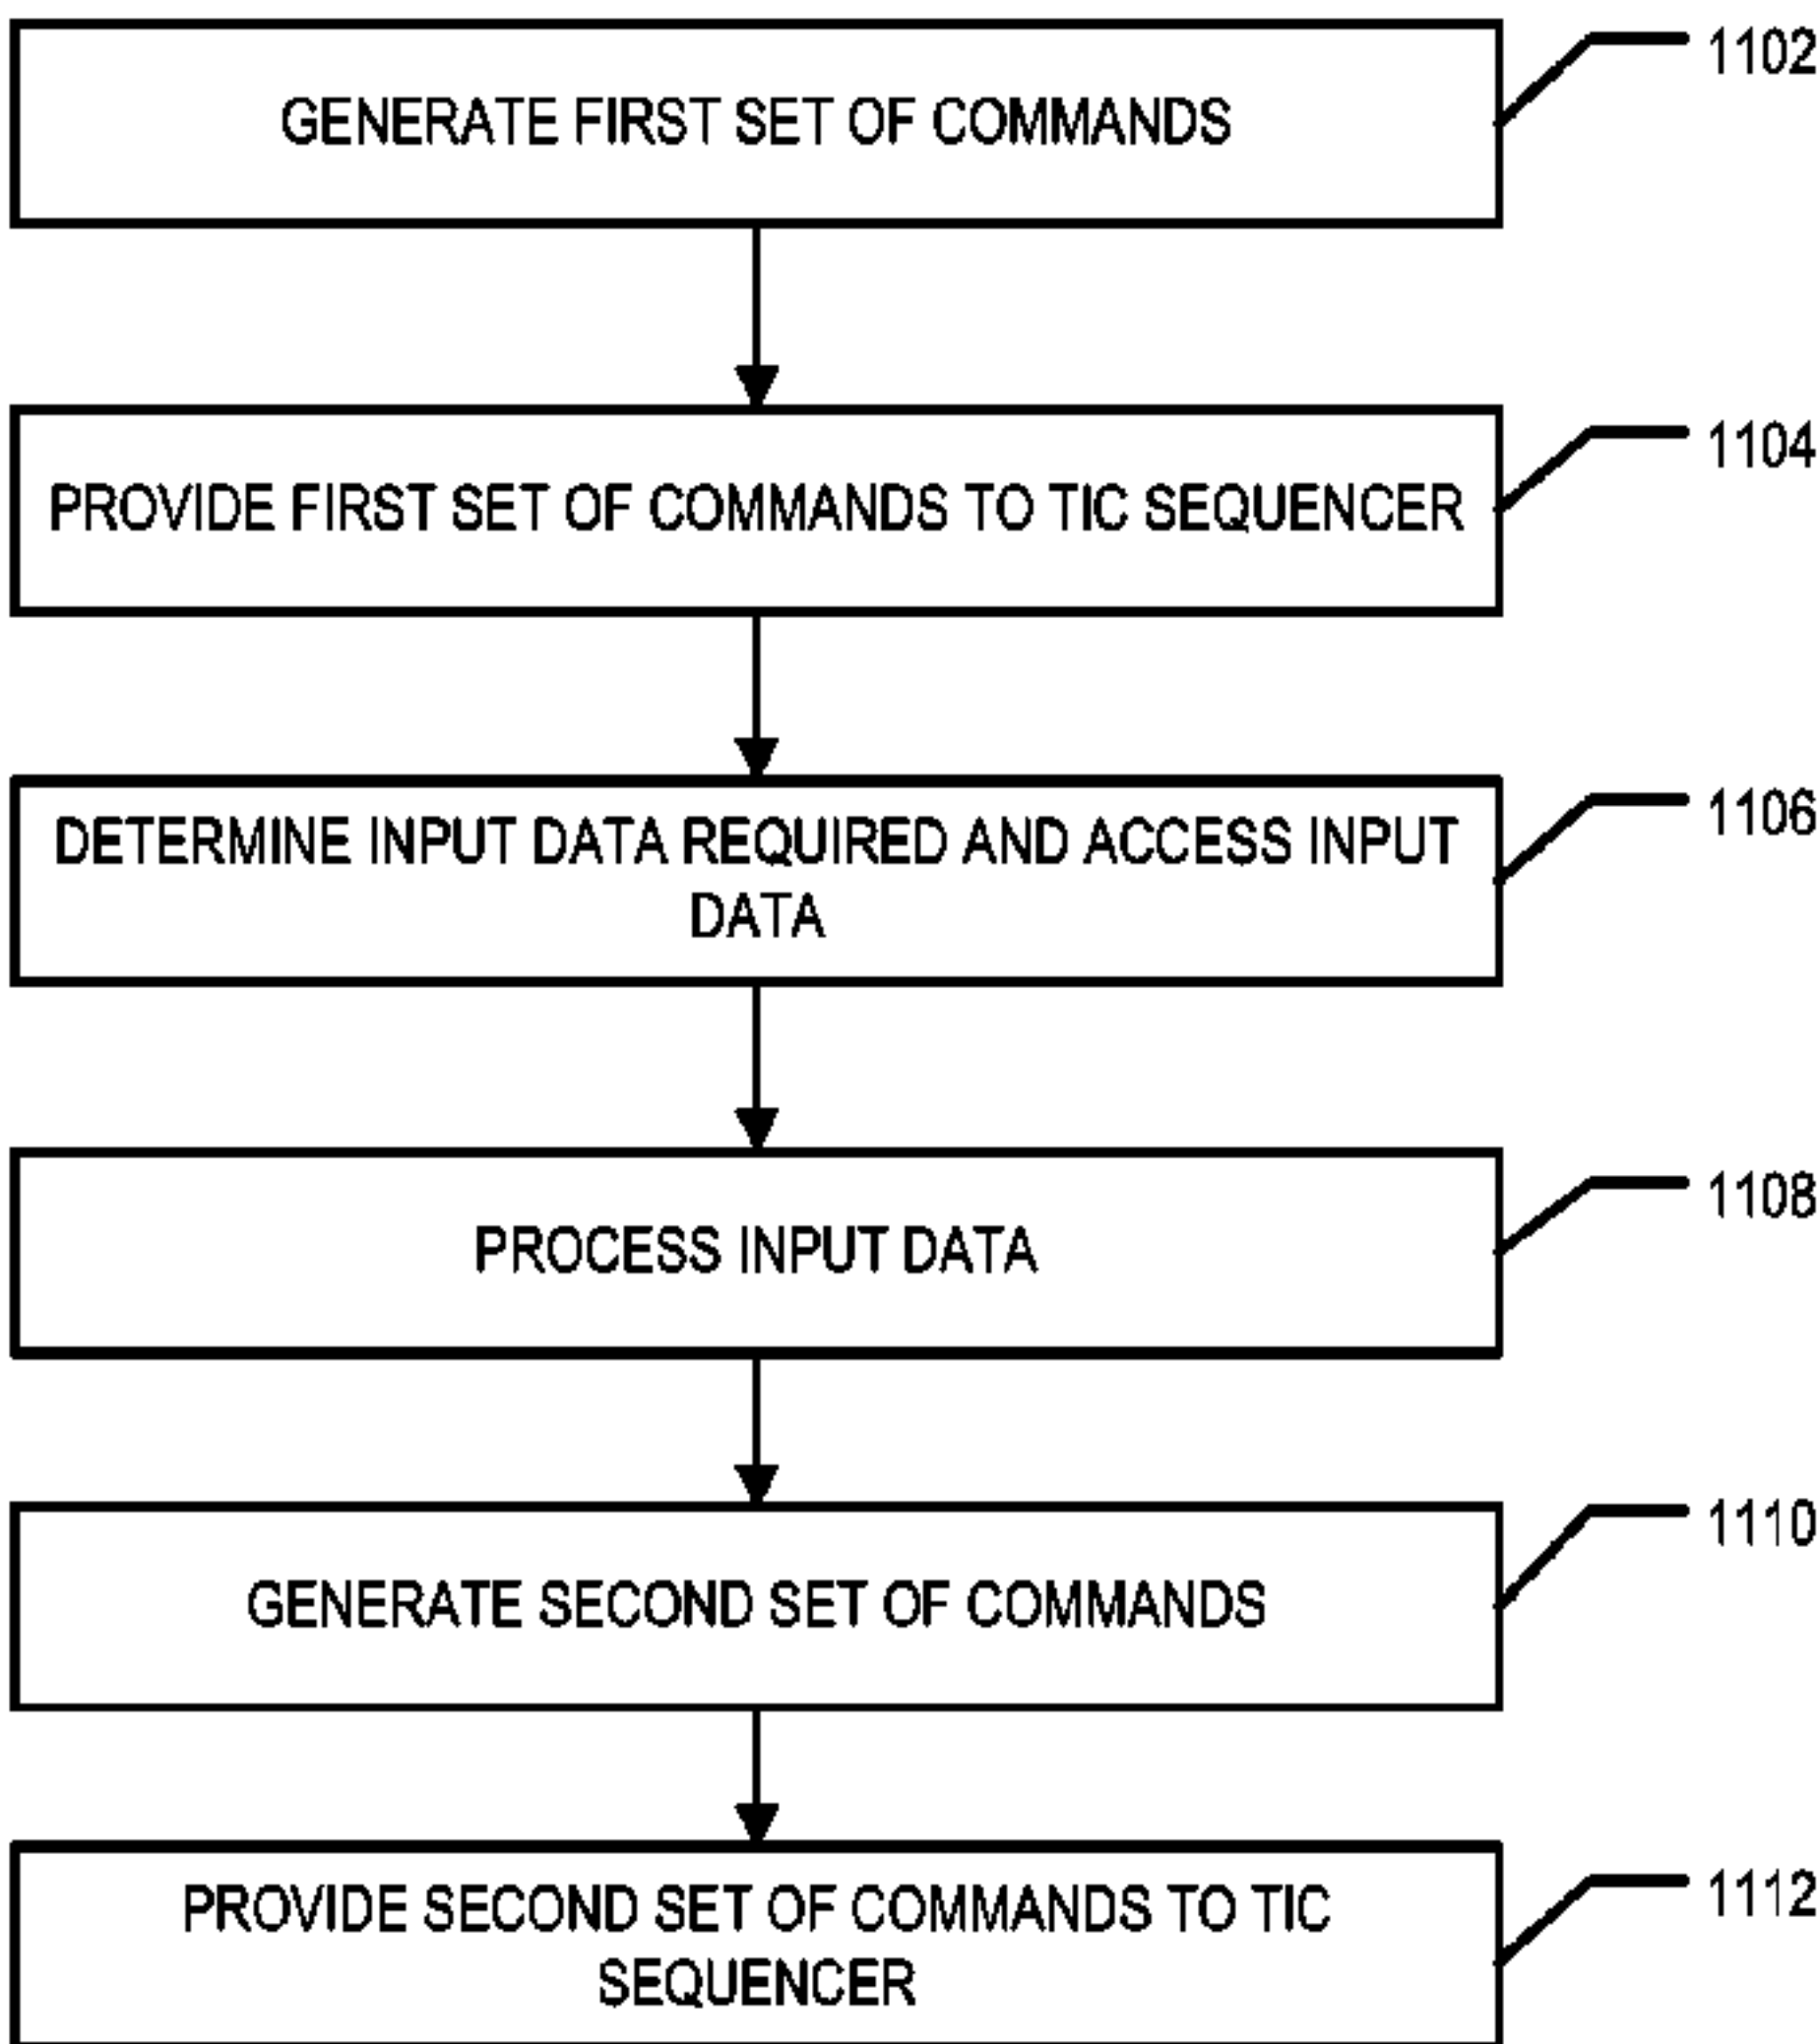 GENERATE FIRST SET OF COMMANDS
1102
PROVIDE FIRST SET OF COMMANDS TO TIC SEQUENCER
1104
DETERMINE INPUT DATA REQUIRED AND ACCESS INPUT
DATA
1106
PROCESS INPUT DATA
1108
GENERATE SECOND SET OF COMMANDS
1110
PROVIDE SECOND SET OF COMMANDS TO TIC
SEQUENCER
1112